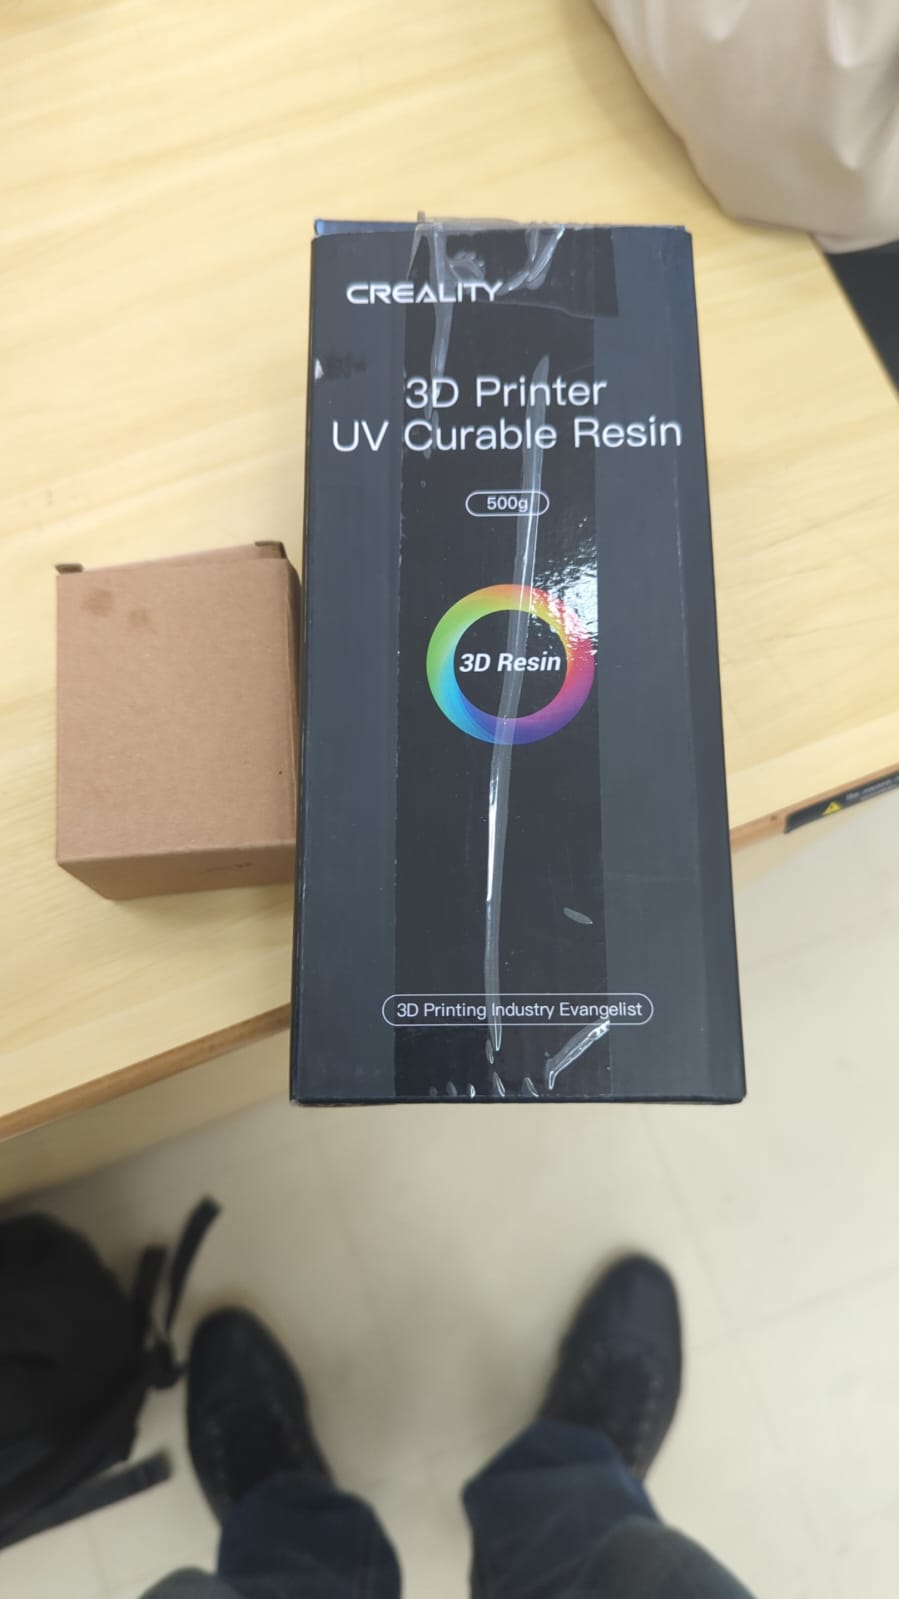 CREALITY
3D Printer
UV Curable Resin
500g
3D Resin
3D Printing Industry Evangelist